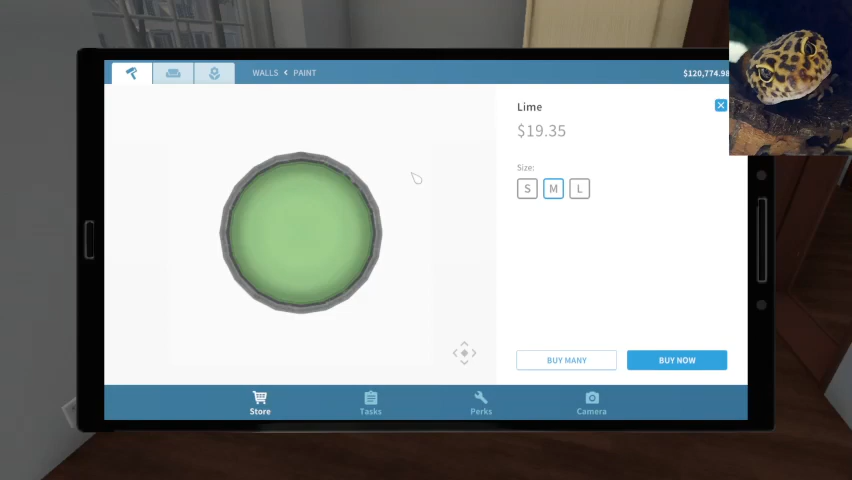 WALLS < PAINT
$120,774.98
Lime
$19.35
Size:
S M L
BUY MANY
BUY NOW
Store
Tasks
Perks
Camera